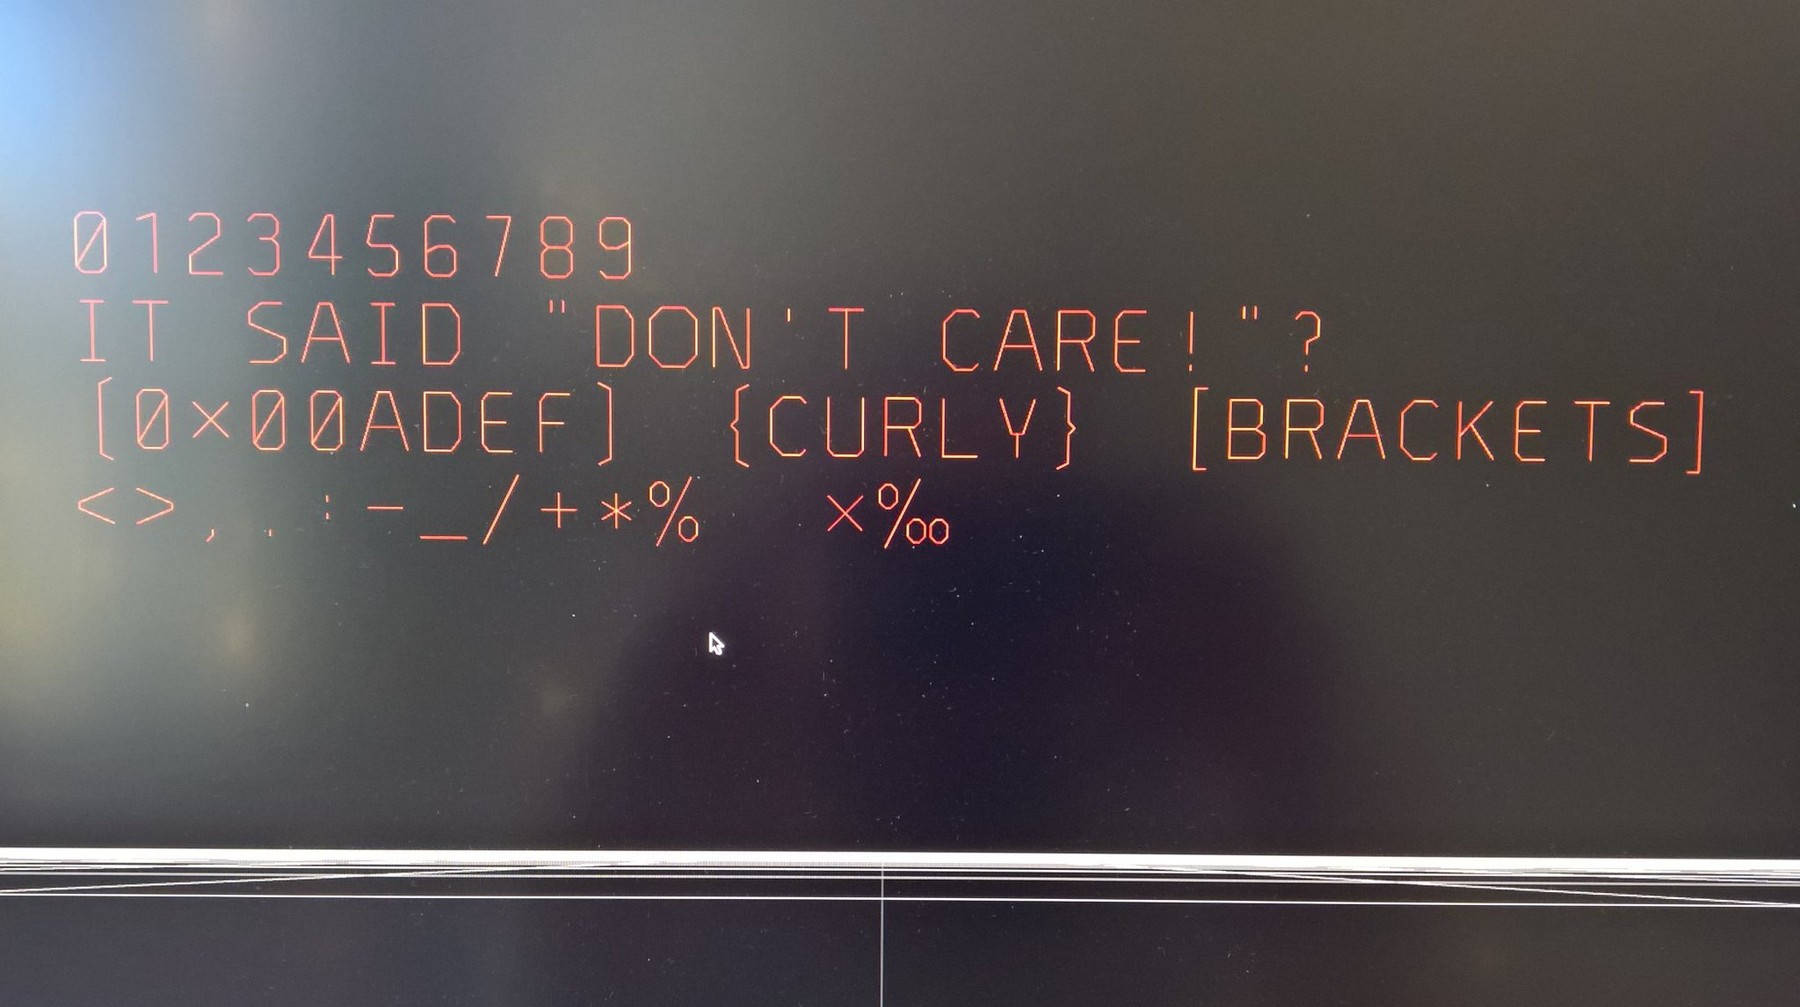 0123456789
IT SAID "DON'T CARE!"?
(0×00ADEF) {CURLY} [BRACKETS]
<>,.:-_/+*% ×‰